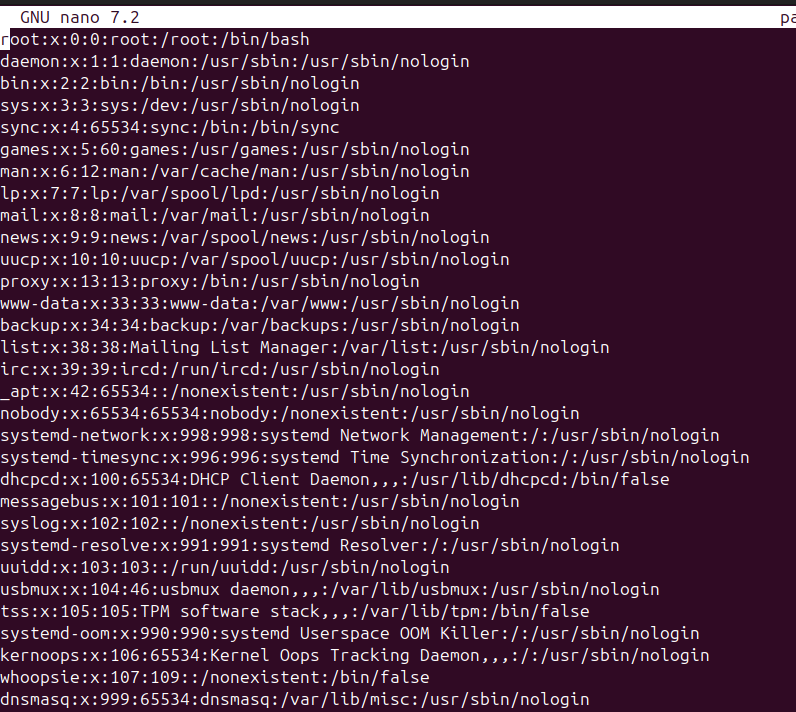 GNU nano 7.2 pa
root:x:0:0:root:/root:/bin/bash
daemon:x:1:1:daemon:/usr/sbin:/usr/sbin/nologin
bin:x:2:2:bin:/bin:/usr/sbin/nologin
sys:x:3:3:sys:/dev:/usr/sbin/nologin
sync:x:4:65534:sync:/bin:/bin/sync
games:x:5:60:games:/usr/games:/usr/sbin/nologin
man:x:6:12:man:/var/cache/man:/usr/sbin/nologin
lp:x:7:7:lp:/var/spool/lpd:/usr/sbin/nologin
mail:x:8:8:mail:/var/mail:/usr/sbin/nologin
news:x:9:9:news:/var/spool/news:/usr/sbin/nologin
uucp:x:10:10:uucp:/var/spool/uucp:/usr/sbin/nologin
proxy:x:13:13:proxy:/bin:/usr/sbin/nologin
www-data:x:33:33:www-data:/var/www:/usr/sbin/nologin
backup:x:34:34:backup:/var/backups:/usr/sbin/nologin
list:x:38:38:Mailing List Manager:/var/list:/usr/sbin/nologin
irc:x:39:39:ircd:/run/ircd:/usr/sbin/nologin
_apt:x:42:65534::/nonexistent:/usr/sbin/nologin
nobody:x:65534:65534:nobody:/nonexistent:/usr/sbin/nologin
systemd-network:x:998:998:systemd Network Management:/:/usr/sbin/nologin
systemd-timesync:x:996:996:systemd Time Synchronization:/:/usr/sbin/nologin
dhcpcd:x:100:65534:DHCP Client Daemon,,,:/usr/lib/dhcpcd:/bin/false
messagebus:x:101:101::/nonexistent:/usr/sbin/nologin
syslog:x:102:102::/nonexistent:/usr/sbin/nologin
systemd-resolve:x:991:991:systemd Resolver:/:/usr/sbin/nologin
uuidd:x:103:103::/run/uuidd:/usr/sbin/nologin
usbmux:x:104:46:usbmux daemon,,,:/var/lib/usbmux:/usr/sbin/nologin
tss:x:105:105:TPM software stack,,,:/var/lib/tpm:/bin/false
systemd-oom:x:990:990:systemd Userspace OOM Killer:/:/usr/sbin/nologin
kernoops:x:106:65534:Kernel Oops Tracking Daemon,,,:/:/usr/sbin/nologin
whoopsie:x:107:109::/nonexistent:/bin/false
dnsmasq:x:999:65534:dnsmasq:/var/lib/misc:/usr/sbin/nologin